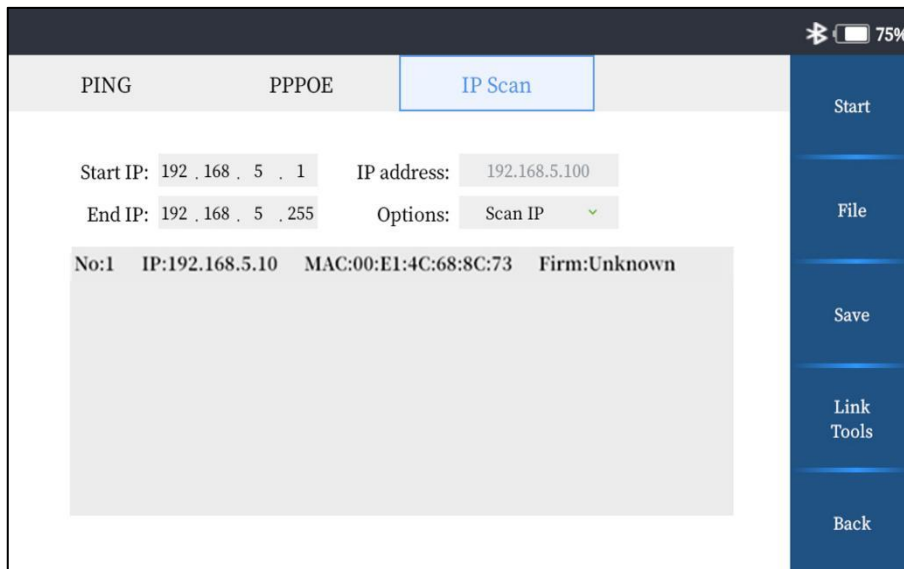 75%
PING PPPOE IP Scan
Start
Start IP: 192 . 168 . 5 . 1 IP address: 192.168.5.100
End IP: 192 . 168 . 5 . 255 Options: Scan IP
File
No:1 IP:192.168.5.10 MAC:00:E1:4C:68:8C:73 Firm:Unknown
Save
Link
Tools
Back